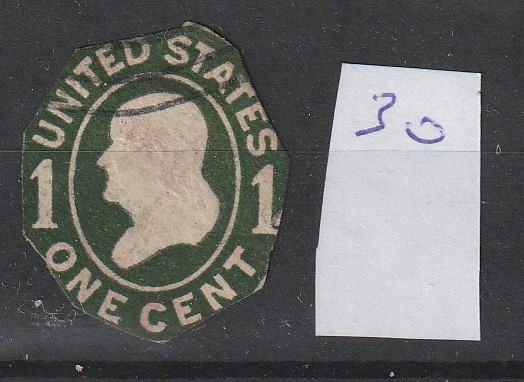 UNITED STATES
1 1
ONE CENT
30